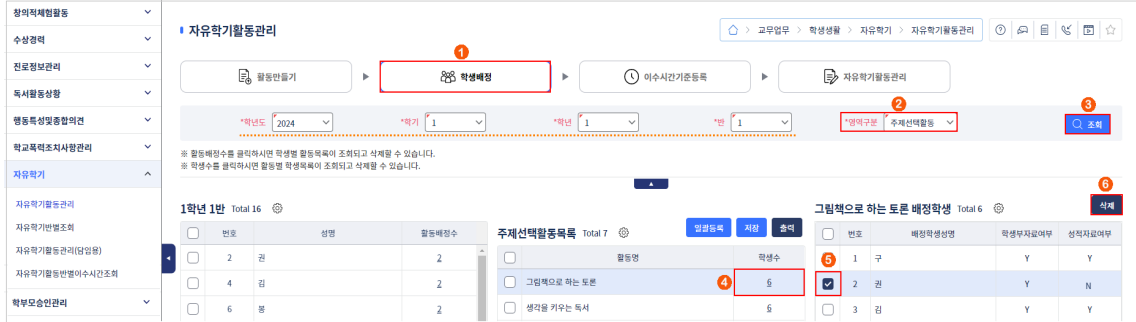 창의적체험활동
수상경력
진로정보관리
독서활동상황
행동특성및종합의견
학교폭력조치사항관리
자유학기
자유학기활동관리
자유학기반별조회
자유학기활동관리(담임용)
자유학기활동반별이수시간조회
학부모승인관리
자유학기활동관리
교무업무 > 학생생활 > 자유학기 > 자유학기활동관리
1
활동만들기
학생배정
이수시간기준등록
자유학기활동관리
2
3
*학년도 2024 *학기 1 *학년 1 *반 1 *영역구분 주제선택활동 조회
※ 활동배정수를 클릭하시면 학생별 활동목록이 조회되고 삭제할 수 있습니다.
※ 학생수를 클릭하시면 활동별 학생목록이 조회되고 삭제할 수 있습니다.
6
1학년 1반 Total 16
번호 성명 활동배정수
2 권 2
4 김 2
6 봉 2
주제선택활동목록 Total 7 일괄등록 저장 출력
활동명 학생수
그림책으로 하는 토론 4 6
생각을 키우는 독서 6
그림책으로 하는 토론 배정학생 Total 6 삭제
번호 배정학생성명 학생부자료여부 성적자료여부
5 1 구 Y Y
2 권 Y N
3 김 Y Y